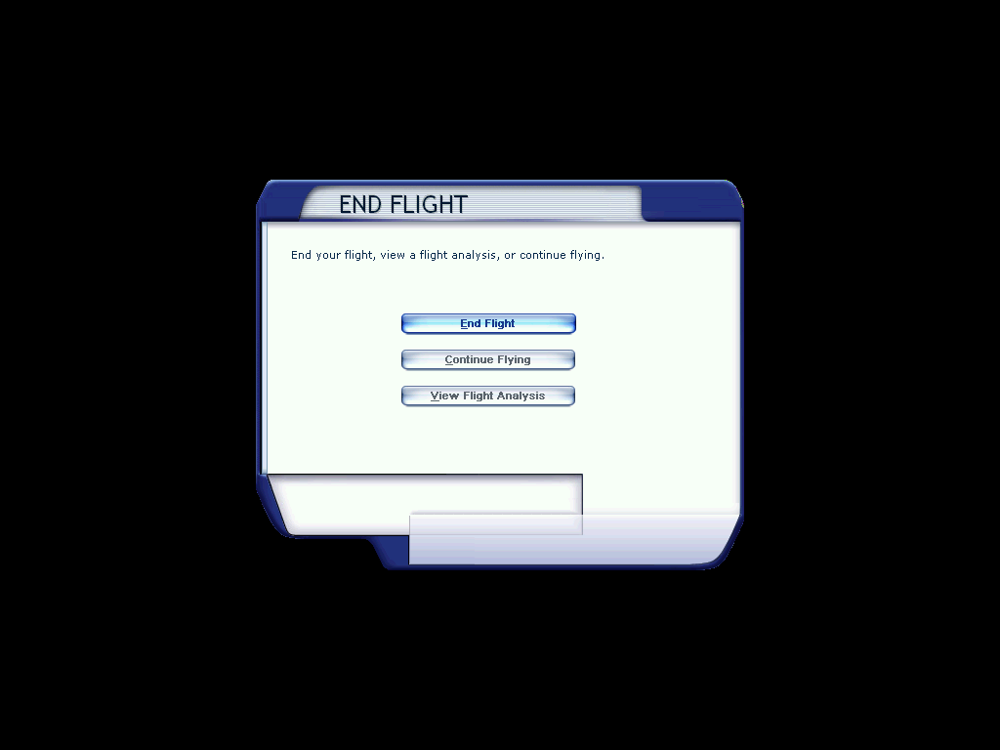 END FLIGHT
End your flight, view a flight analysis, or continue flying.
End Flight
Continue Flying
View Flight Analysis